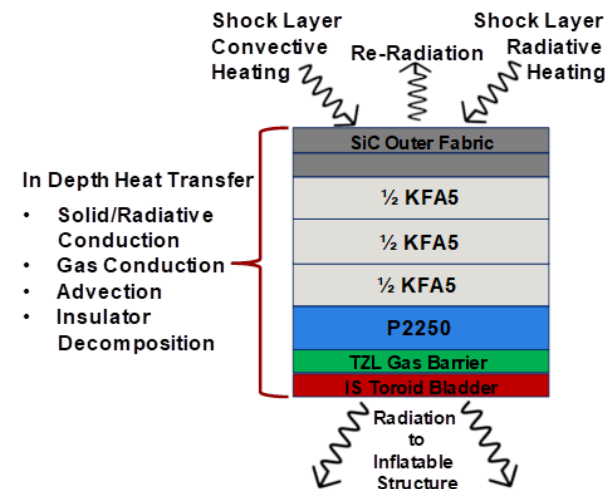 Shock Layer
Convective
Heating
Re-Radiation
Shock Layer
Radiative
Heating
In Depth Heat Transfer
• Solid/Radiative
Conduction
• Gas Conduction
• Advection
• Insulator
Decomposition
SiC Outer Fabric
½ KFA5
½ KFA5
½ KFA5
P2250
TZL Gas Barrier
IS Toroid Bladder
Radiation
to
Inflatable
Structure